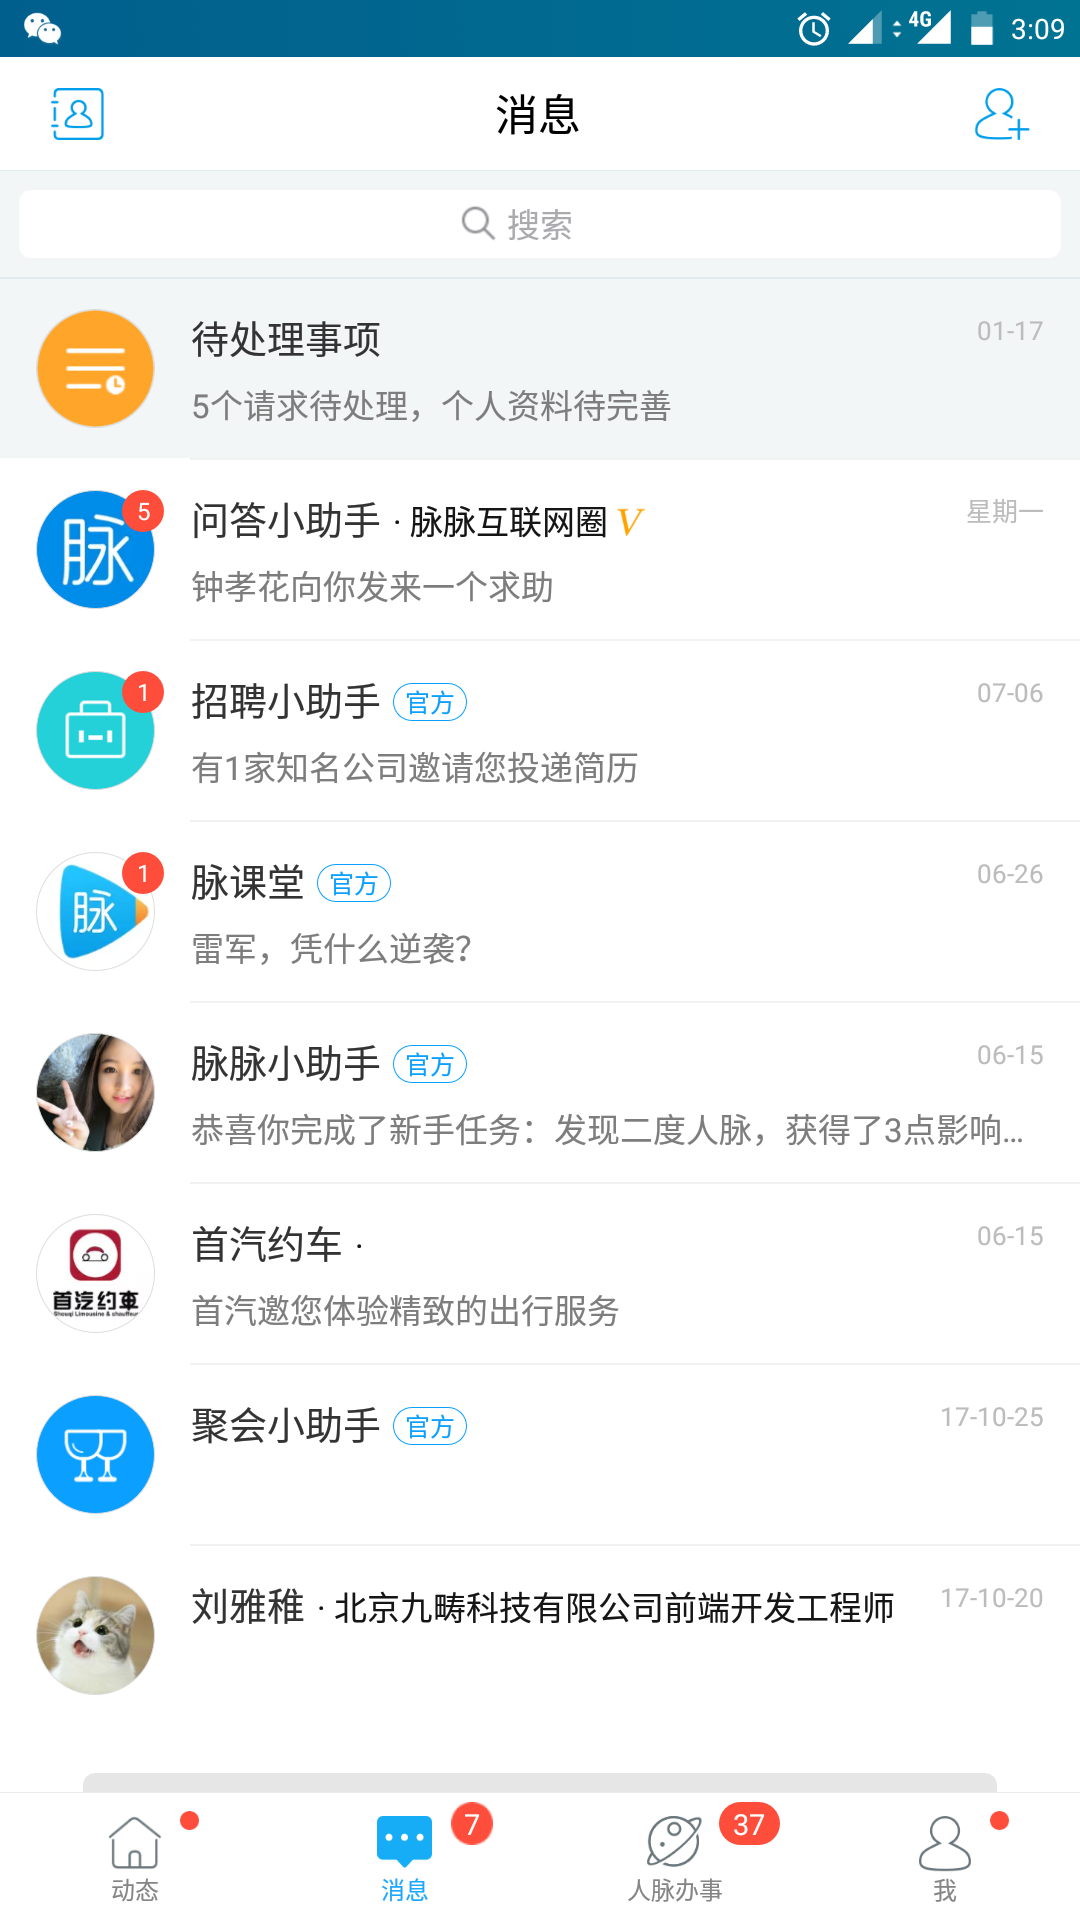 4G 3:09
消息
搜索
待处理事项 01-17
5个请求待处理，个人资料待完善
脉 5 问答小助手 · 脉脉互联网圈 V 星期一
钟孝花向你发来一个求助
1 招聘小助手 官方 07-06
有1家知名公司邀请您投递简历
脉 1 脉课堂 官方 06-26
雷军，凭什么逆袭？
脉脉小助手 官方 06-15
恭喜你完成了新手任务：发现二度人脉，获得了3点影响...
首汽约车 · 06-15
首汽约車
Shouqi Limousine & chauffeur
首汽邀您体验精致的出行服务
聚会小助手 官方 17-10-25
刘雅稚 · 北京九畴科技有限公司前端开发工程师 17-10-20
7 37
动态 消息 人脉办事 我